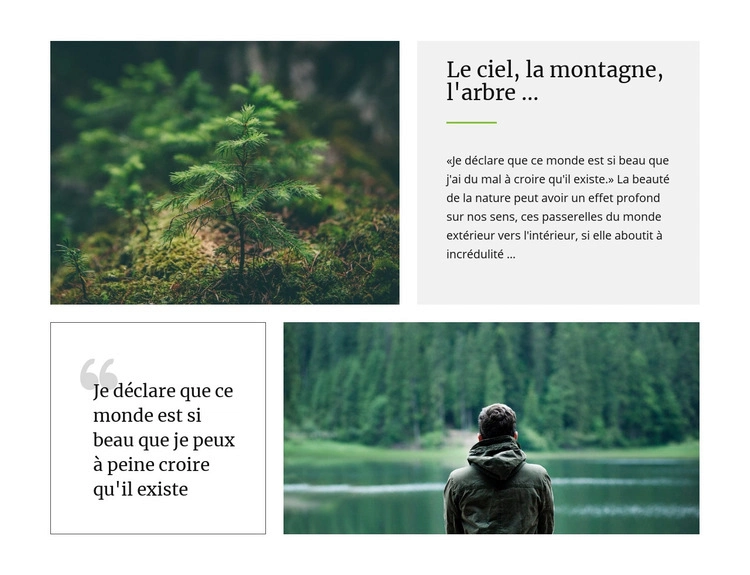 Le ciel, la montagne,
l'arbre ...
«Je déclare que ce monde est si beau que
j'ai du mal à croire qu'il existe.» La beauté
de la nature peut avoir un effet profond
sur nos sens, ces passerelles du monde
extérieur vers l'intérieur, si elle aboutit à
incrédulité ...
“
Je déclare que ce
monde est si
beau que je peux
à peine croire
qu'il existe